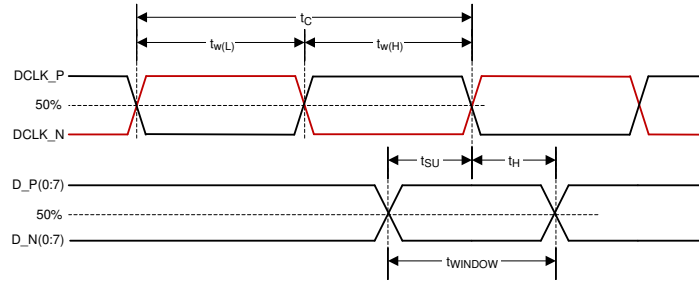 tC
tw(L)
tw(H)
DCLK_P
50%
DCLK_N
tSU
tH
D_P(0:7)
50%
D_N(0:7)
tWINDOW